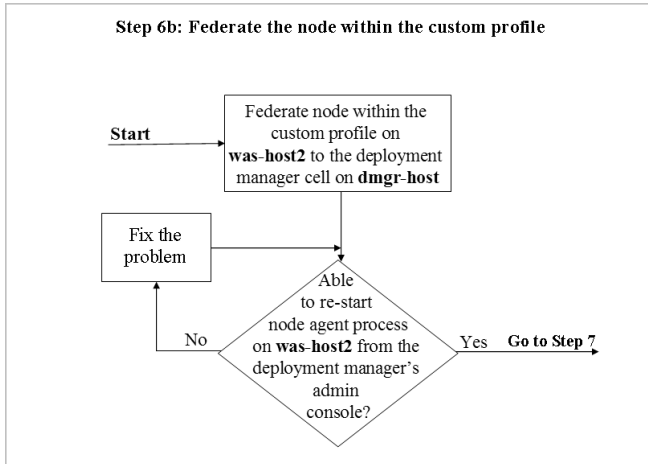 Step 6b: Federate the node within the custom profile
Start
Federate node within the
custom profile on
was-host2 to the deployment
manager cell on dmgr-host
Fix the
problem
Able
to re-start
node agent process
on was-host2 from the
deployment manager's
admin
console?
No
Yes
Go to Step 7